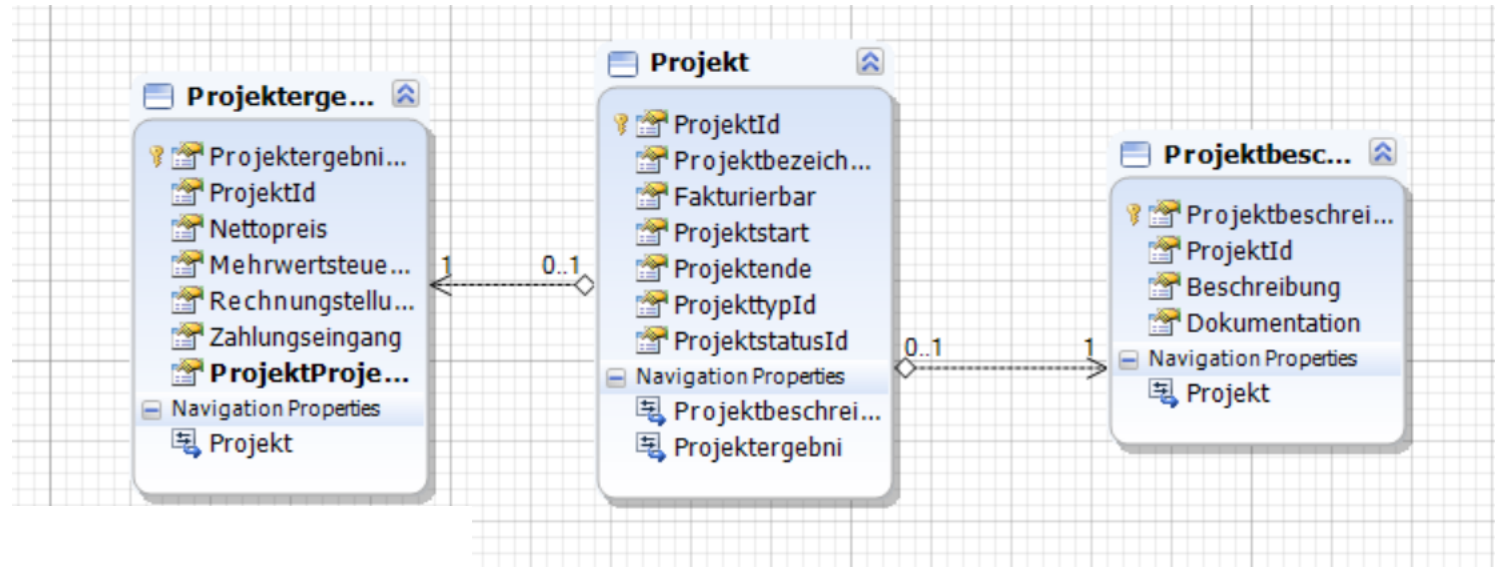 Projekterge...
Projektergebni...
ProjektId
Nettopreis
Mehrwertsteue...
Rechnungstellu...
Zahlungseingang
ProjektProje...
Navigation Properties
Projekt
1
0..1
Projekt
ProjektId
Projektbezeich...
Fakturierbar
Projektstart
Projektende
ProjekttypId
ProjektstatusId
Navigation Properties
Projektbeschrei...
Projektergebni
0..1
1
Projektbesc...
Projektbeschrei...
ProjektId
Beschreibung
Dokumentation
Navigation Properties
Projekt